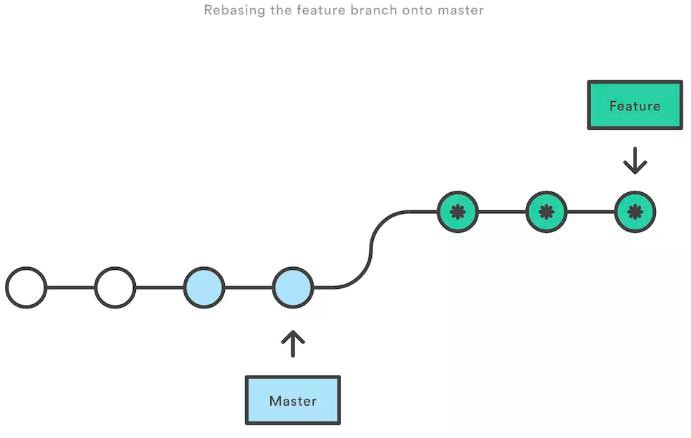 Rebasing the feature branch onto master
Feature
Master